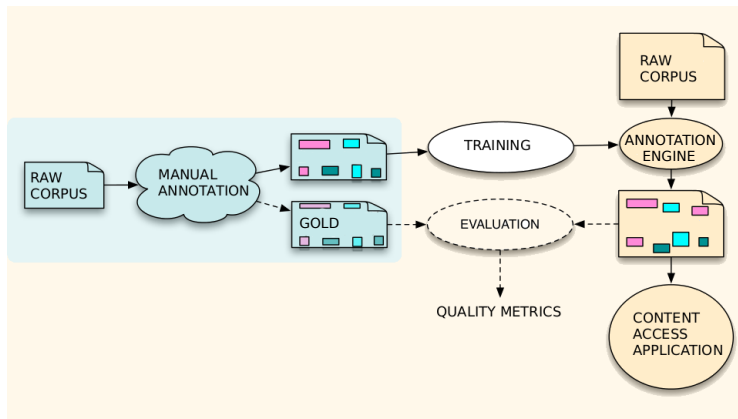 RAW
CORPUS
MANUAL
ANNOTATION
GOLD
TRAINING
EVALUATION
QUALITY METRICS
RAW
CORPUS
ANNOTATION
ENGINE
CONTENT
ACCESS
APPLICATION